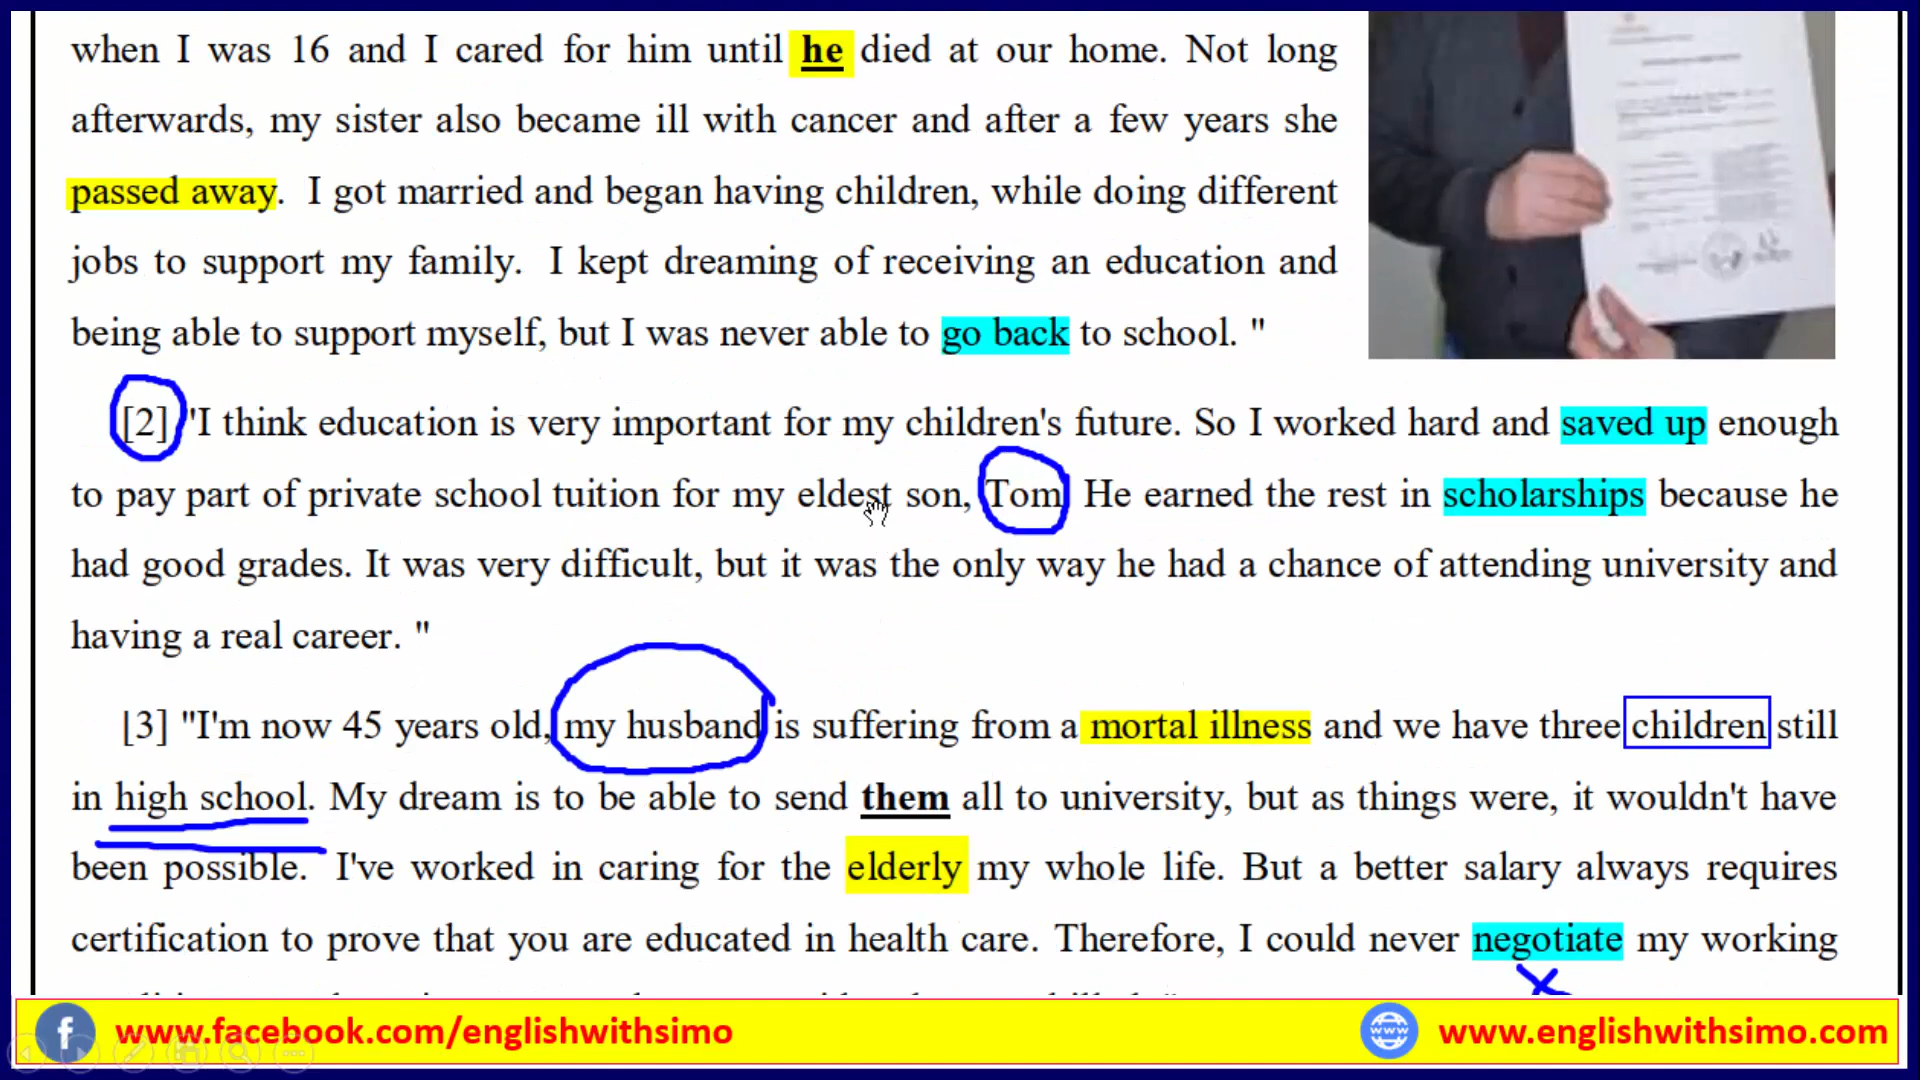 when I was 16 and I cared for him until he died at our home. Not long
afterwards, my sister also became ill with cancer and after a few years she
passed away. I got married and began having children, while doing different
jobs to support my family. I kept dreaming of receiving an education and
being able to support myself, but I was never able to go back to school. "
[2] "I think education is very important for my children's future. So I worked hard and saved up enough
to pay part of private school tuition for my eldest son, Tom. He earned the rest in scholarships because he
had good grades. It was very difficult, but it was the only way he had a chance of attending university and
having a real career. "
[3] "I'm now 45 years old, my husband is suffering from a mortal illness and we have three children still
in high school. My dream is to be able to send them all to university, but as things were, it wouldn't have
been possible. I've worked in caring for the elderly my whole life. But a better salary always requires
certification to prove that you are educated in health care. Therefore, I could never negotiate my working
www.facebook.com/englishwithsimo
www.englishwithsimo.com